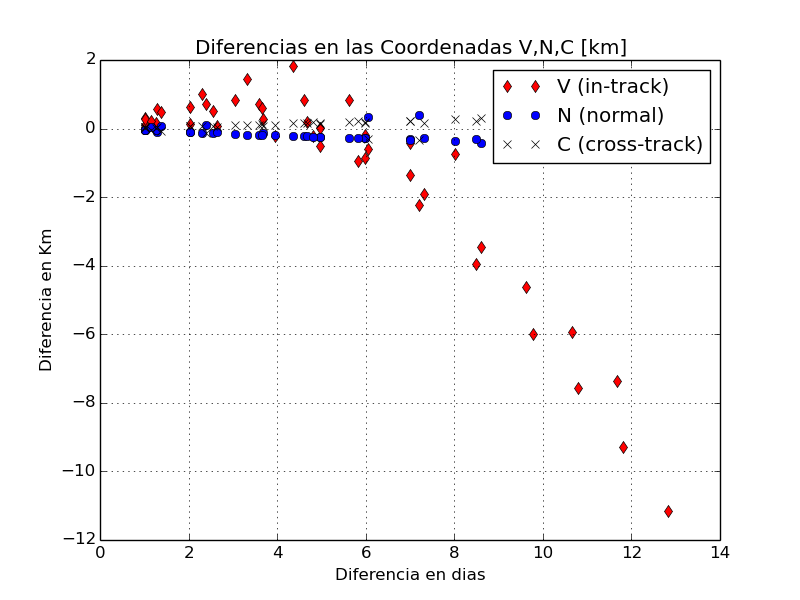 Diferencias en las Coordenadas V,N,C [km]
V (in-track)
N (normal)
C (cross-track)
2
0
−2
−4
−6
−8
−10
−12
Diferencia en Km
0 2 4 6 8 10 12 14
Diferencia en dias